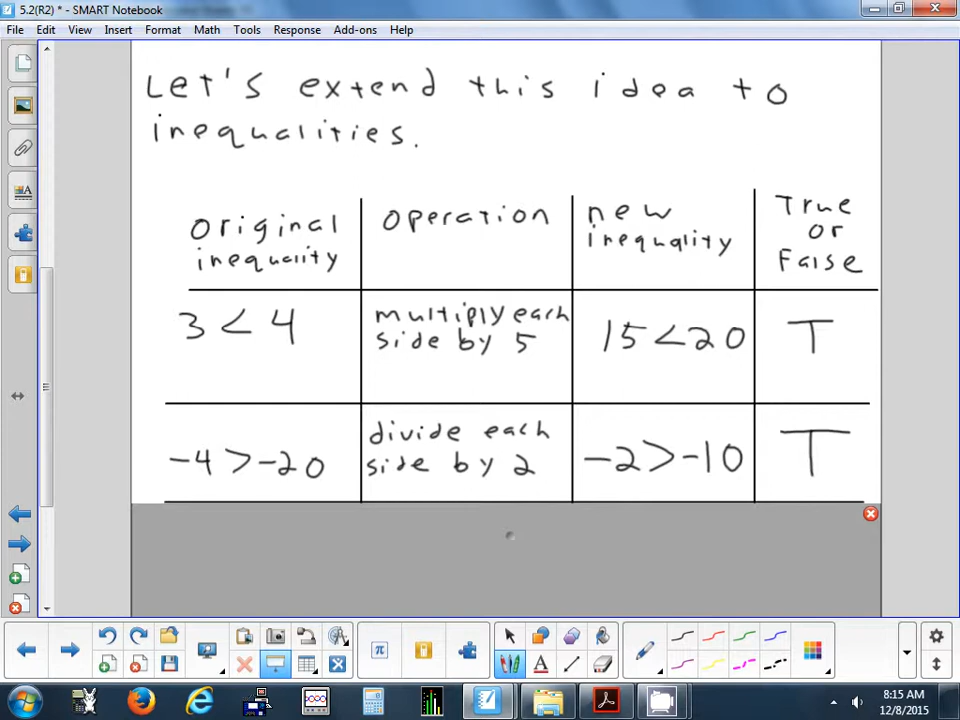 5.2(R2) * - SMART Notebook
File Edit View Insert Format Math Tools Response Add-ons Help
Let's extend this idea to
inequalities.
original
inequality
operation
new
inequality
True
or
False
3 < 4
multiply each
side by 5
15 < 20
T
-4 > -20
divide each
side by 2
-2 > -10
T
8:15 AM
12/8/2015